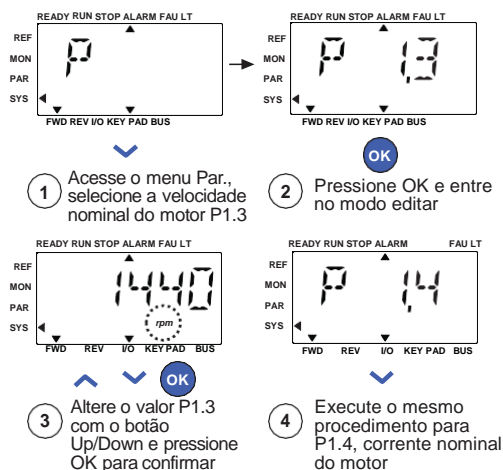 READY RUN STOP ALARM FAU LT
REF
MON
PAR
SYS
P
FWD REV I/O KEY PAD BUS
1 Acesse o menu Par.,
selecione a velocidade
nominal do motor P1.3
READY RUN STOP ALARM FAU LT
REF
MON
PAR
SYS
P 1,3
FWD REV I/O KEY PAD BUS
OK
2 Pressione OK e entre
no modo editar
READY RUN STOP ALARM FAU LT
REF
MON
PAR
SYS
1440
rpm
FWD REV I/O KEY PAD BUS
OK
3 Altere o valor P1.3
com o botão
Up/Down e pressione
OK para confirmar
READY RUN STOP ALARM FAU LT
REF
MON
PAR
SYS
P 1,4
FWD REV I/O KEY PAD BUS
4 Execute o mesmo
procedimento para
P1.4, corrente nominal
do motor